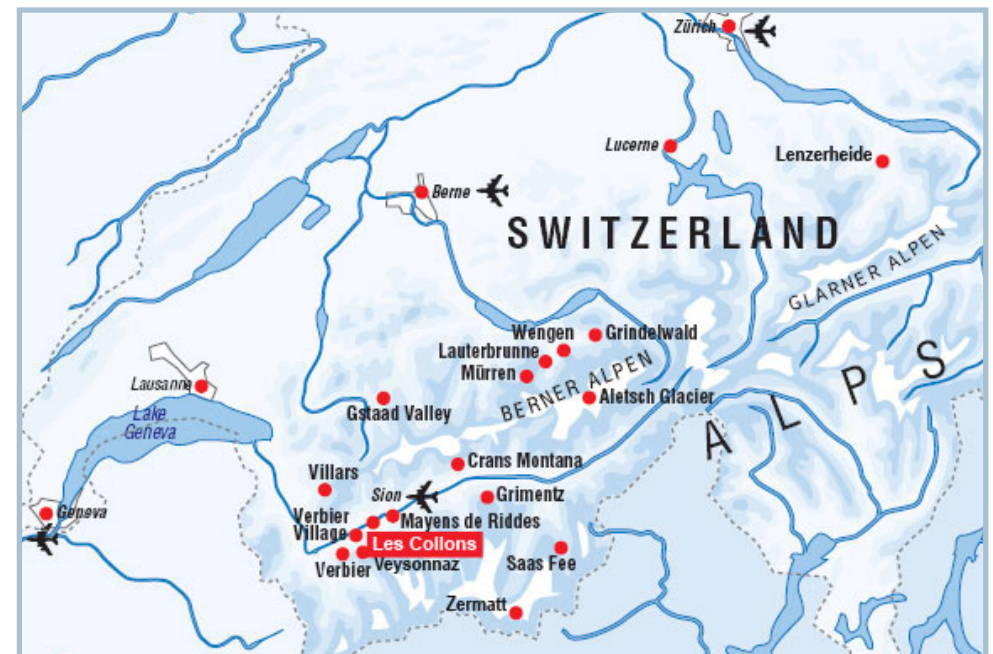 Zürich
Lucerne
Lenzerheide
Berne
SWITZERLAND
GLARNER ALPEN
Wengen
Grindelwald
Lauterbrunne
Mürren
BERNER ALPEN
Aletsch Glacier
ALPS
Lausanne
Lake
Geneva
Gstaad Valley
Crans Montana
Villars
Sion
Grimentz
Geneva
Verbier
Village
Mayens de Riddes
Les Collons
Verbier
Veysonnaz
Saas Fee
Zermatt